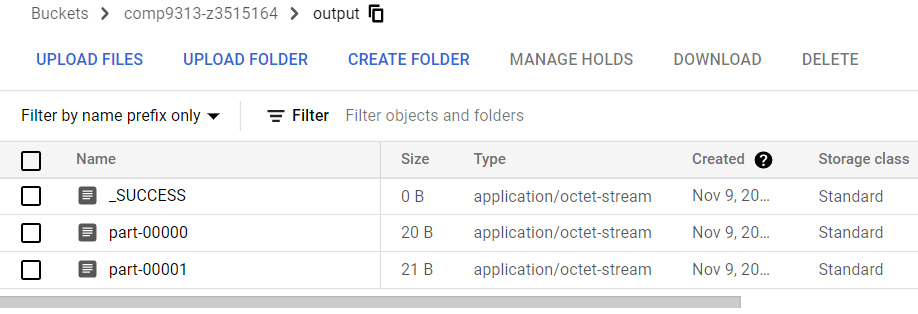 Buckets > comp9313-z3515164 > output
UPLOAD FILES UPLOAD FOLDER CREATE FOLDER MANAGE HOLDS DOWNLOAD DELETE
Filter by name prefix only Filter Filter objects and folders
Name Size Type Created ? Storage class
_SUCCESS 0 B application/octet-stream Nov 9, 20... Standard
part-00000 20 B application/octet-stream Nov 9, 20... Standard
part-00001 21 B application/octet-stream Nov 9, 20... Standard